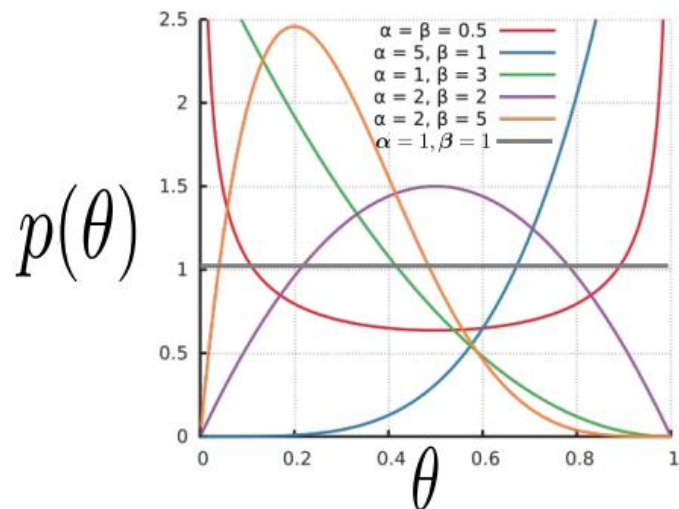 2.5
α = β = 0.5
α = 5, β = 1
α = 1, β = 3
2
α = 2, β = 2
α = 2, β = 5
α = 1, β = 1
1.5
p(θ)
1
0.5
0
0 0.2 0.4 0.6 0.8 1
θ